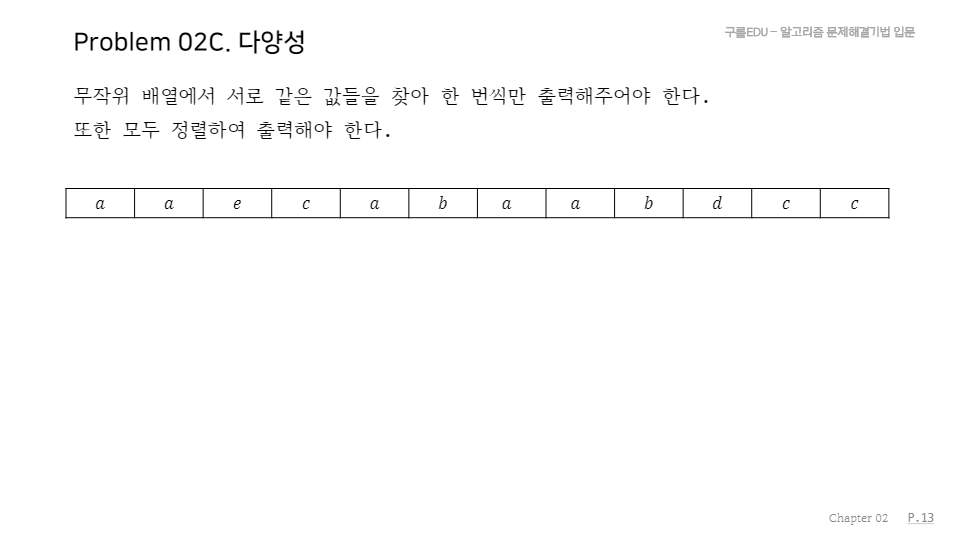 Problem 02C. 다양성
구름EDU – 알고리즘 문제해결기법 입문
무작위 배열에서 서로 같은 값들을 찾아 한 번씩만 출력해주어야 한다.
또한 모두 정렬하여 출력해야 한다.
a a e c a b a a b d c c
Chapter 02 P.13